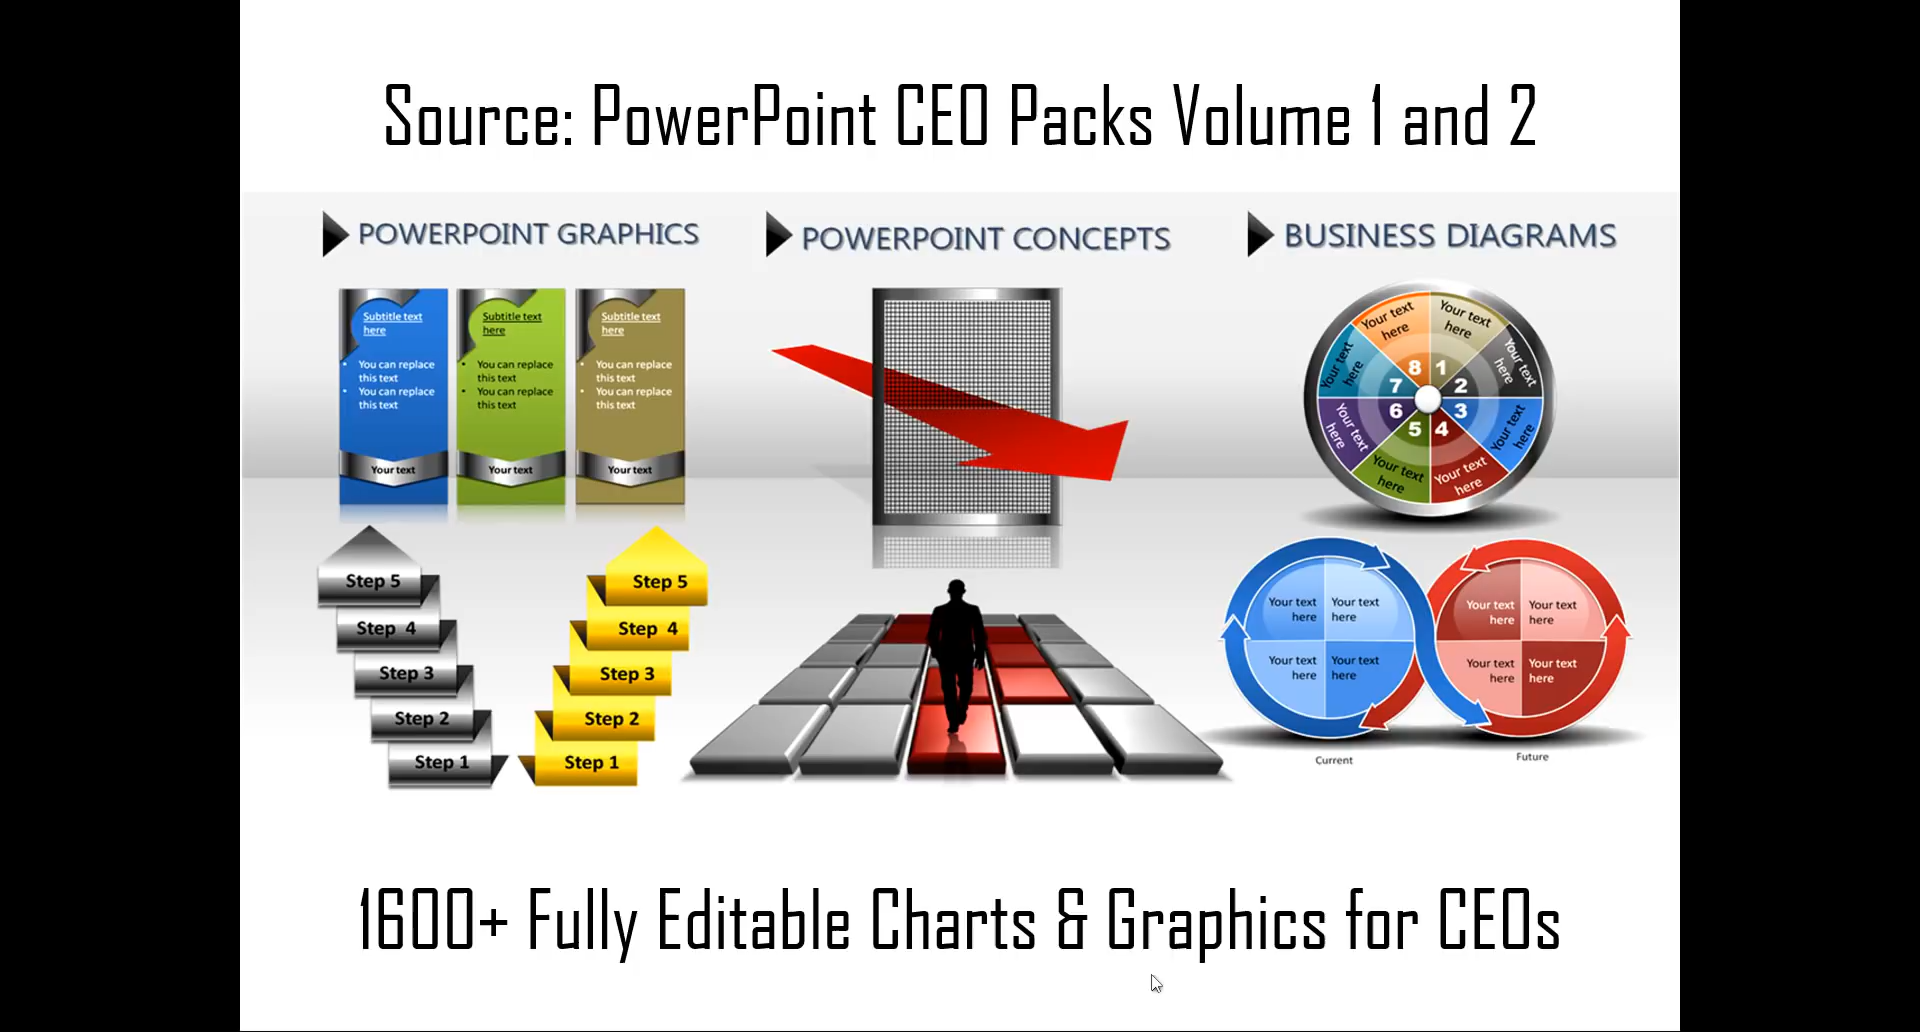 Source: PowerPoint CEO Packs Volume 1 and 2
POWERPOINT GRAPHICS
POWERPOINT CONCEPTS
BUSINESS DIAGRAMS
Subtitle text
here
• You can replace
this text
• You can replace
this text
Your text
Subtitle text
here
• You can replace
this text
• You can replace
this text
Your text
Subtitle text
here
• You can replace
this text
• You can replace
this text
Your text
Step 5
Step 4
Step 3
Step 2
Step 1
Step 5
Step 4
Step 3
Step 2
Step 1
Your text
here
1
Your text
here
2
Your text
here
3
Your text
here
4
Your text
here
5
Your text
here
6
Your text
here
7
Your text
here
8
Your text
here
Your text
here
Your text
here
Your text
here
Current
Your text
here
Your text
here
Your text
here
Your text
here
Future
1600+ Fully Editable Charts & Graphics for CEOs